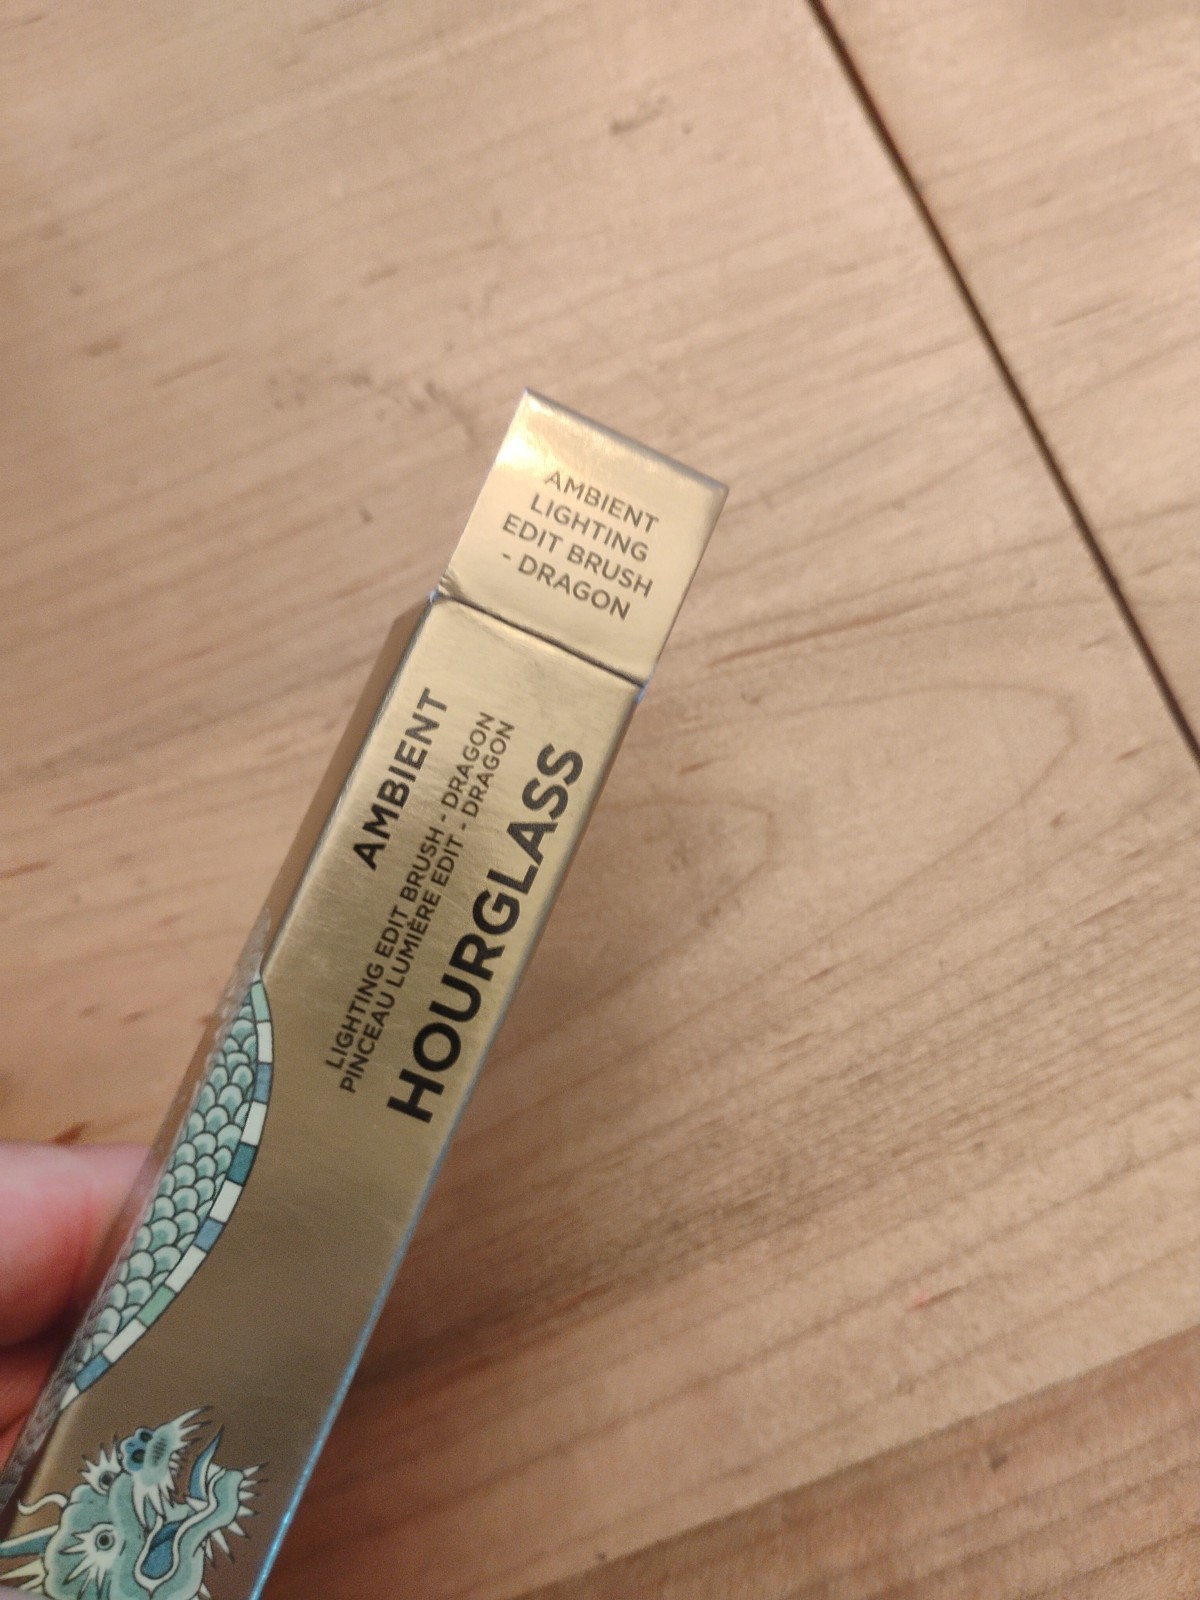 AMBIENT
LIGHTING
EDIT BRUSH
- DRAGON
AMBIENT
LIGHTING EDIT BRUSH - DRAGON
PINCEAU LUMIÈRE EDIT - DRAGON
HOURGLASS